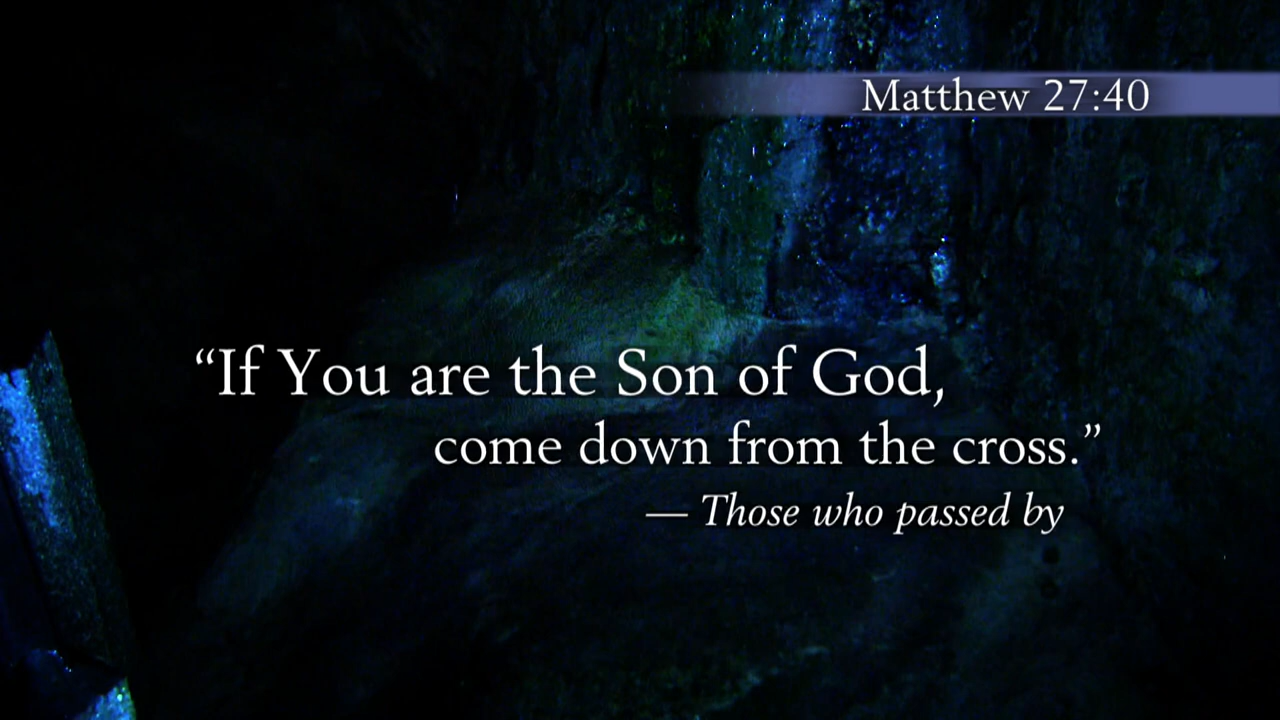 Matthew 27:40
“If You are the Son of God,
come down from the cross.”
— Those who passed by